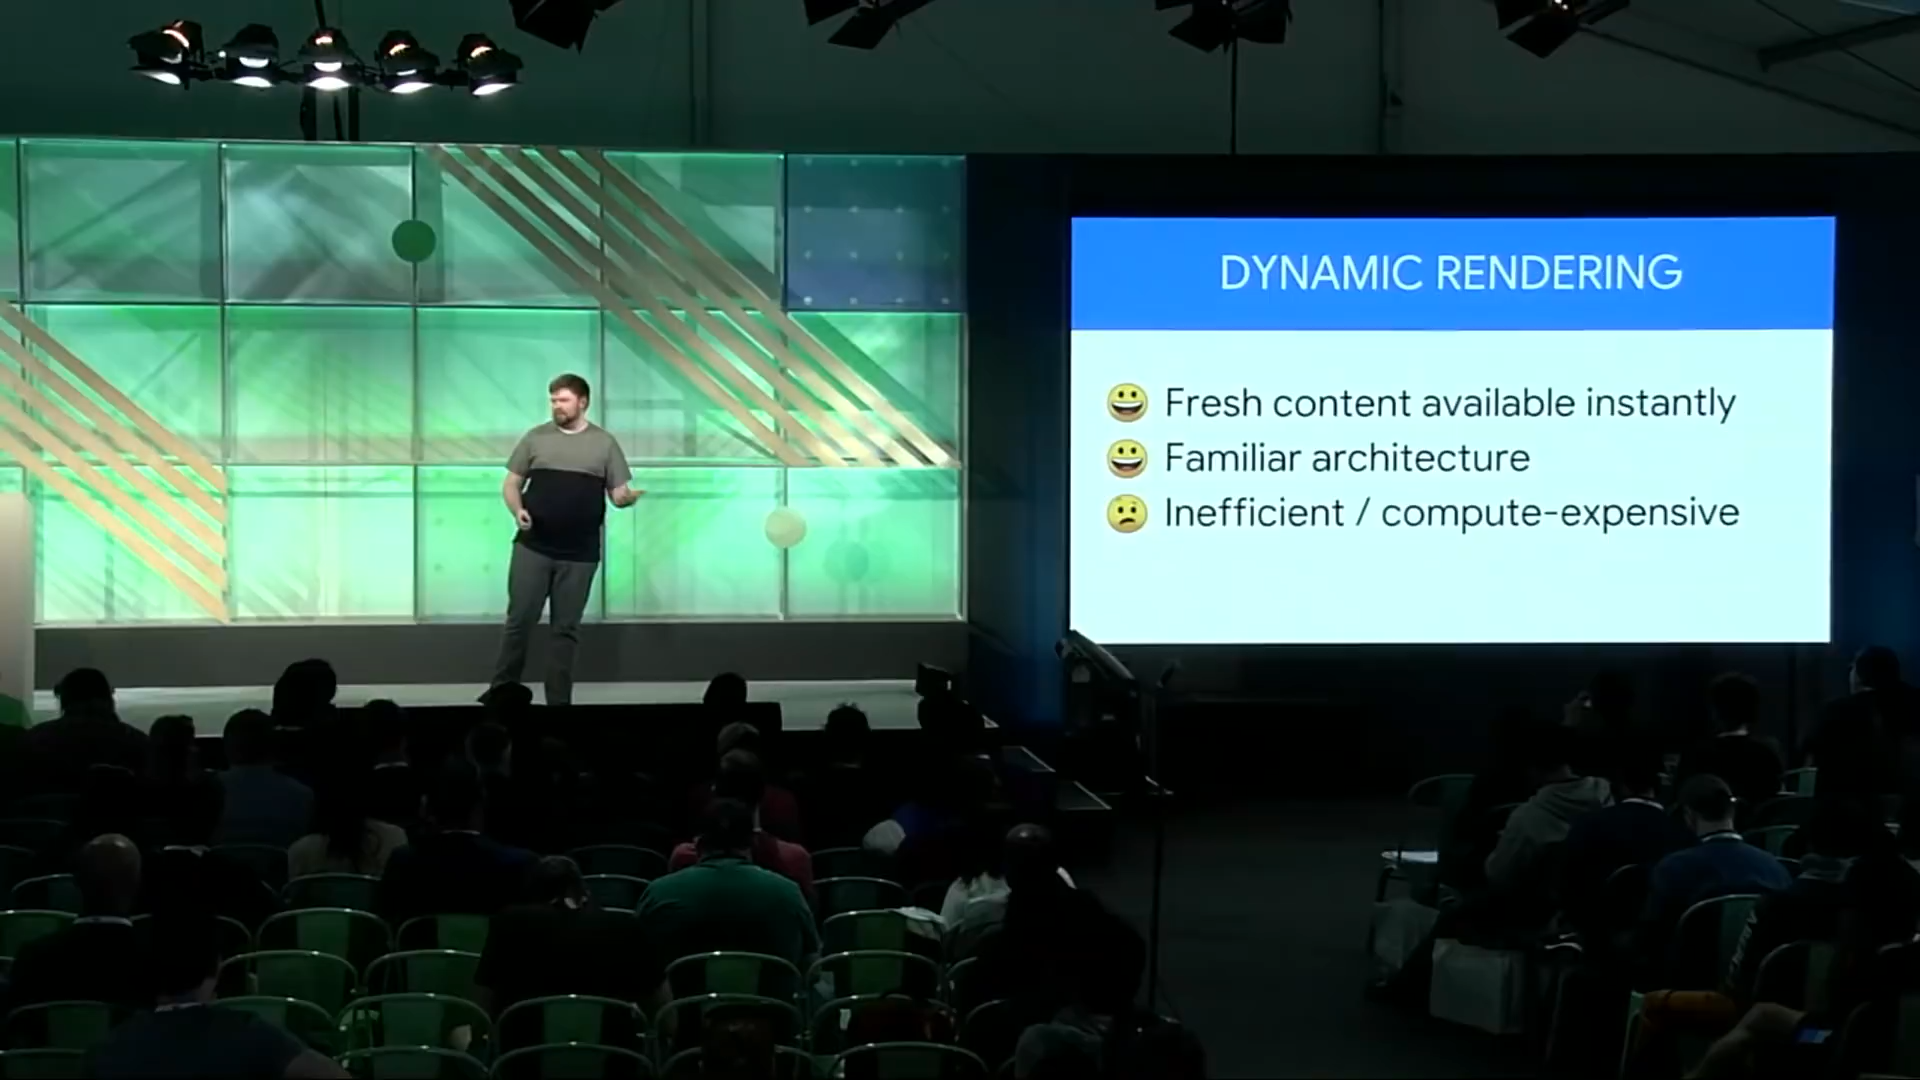 DYNAMIC RENDERING
Fresh content available instantly
Familiar architecture
Inefficient / compute-expensive